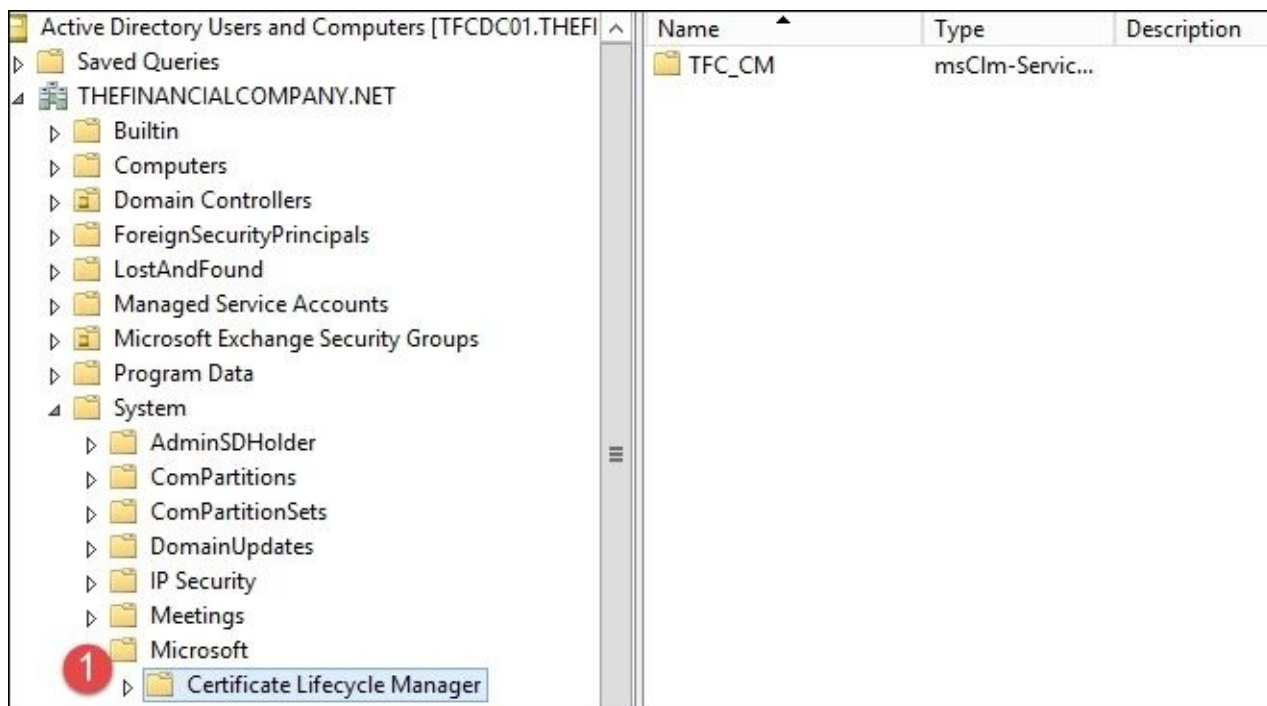 Active Directory Users and Computers [TFCDC01.THEFI
Saved Queries
THEFINANCIALCOMPANY.NET
Builtin
Computers
Domain Controllers
ForeignSecurityPrincipals
LostAndFound
Managed Service Accounts
Microsoft Exchange Security Groups
Program Data
System
AdminSDHolder
ComPartitions
ComPartitionSets
DomainUpdates
IP Security
Meetings
Microsoft
1
Certificate Lifecycle Manager
Name Type Description
TFC_CM msClm-Servic...